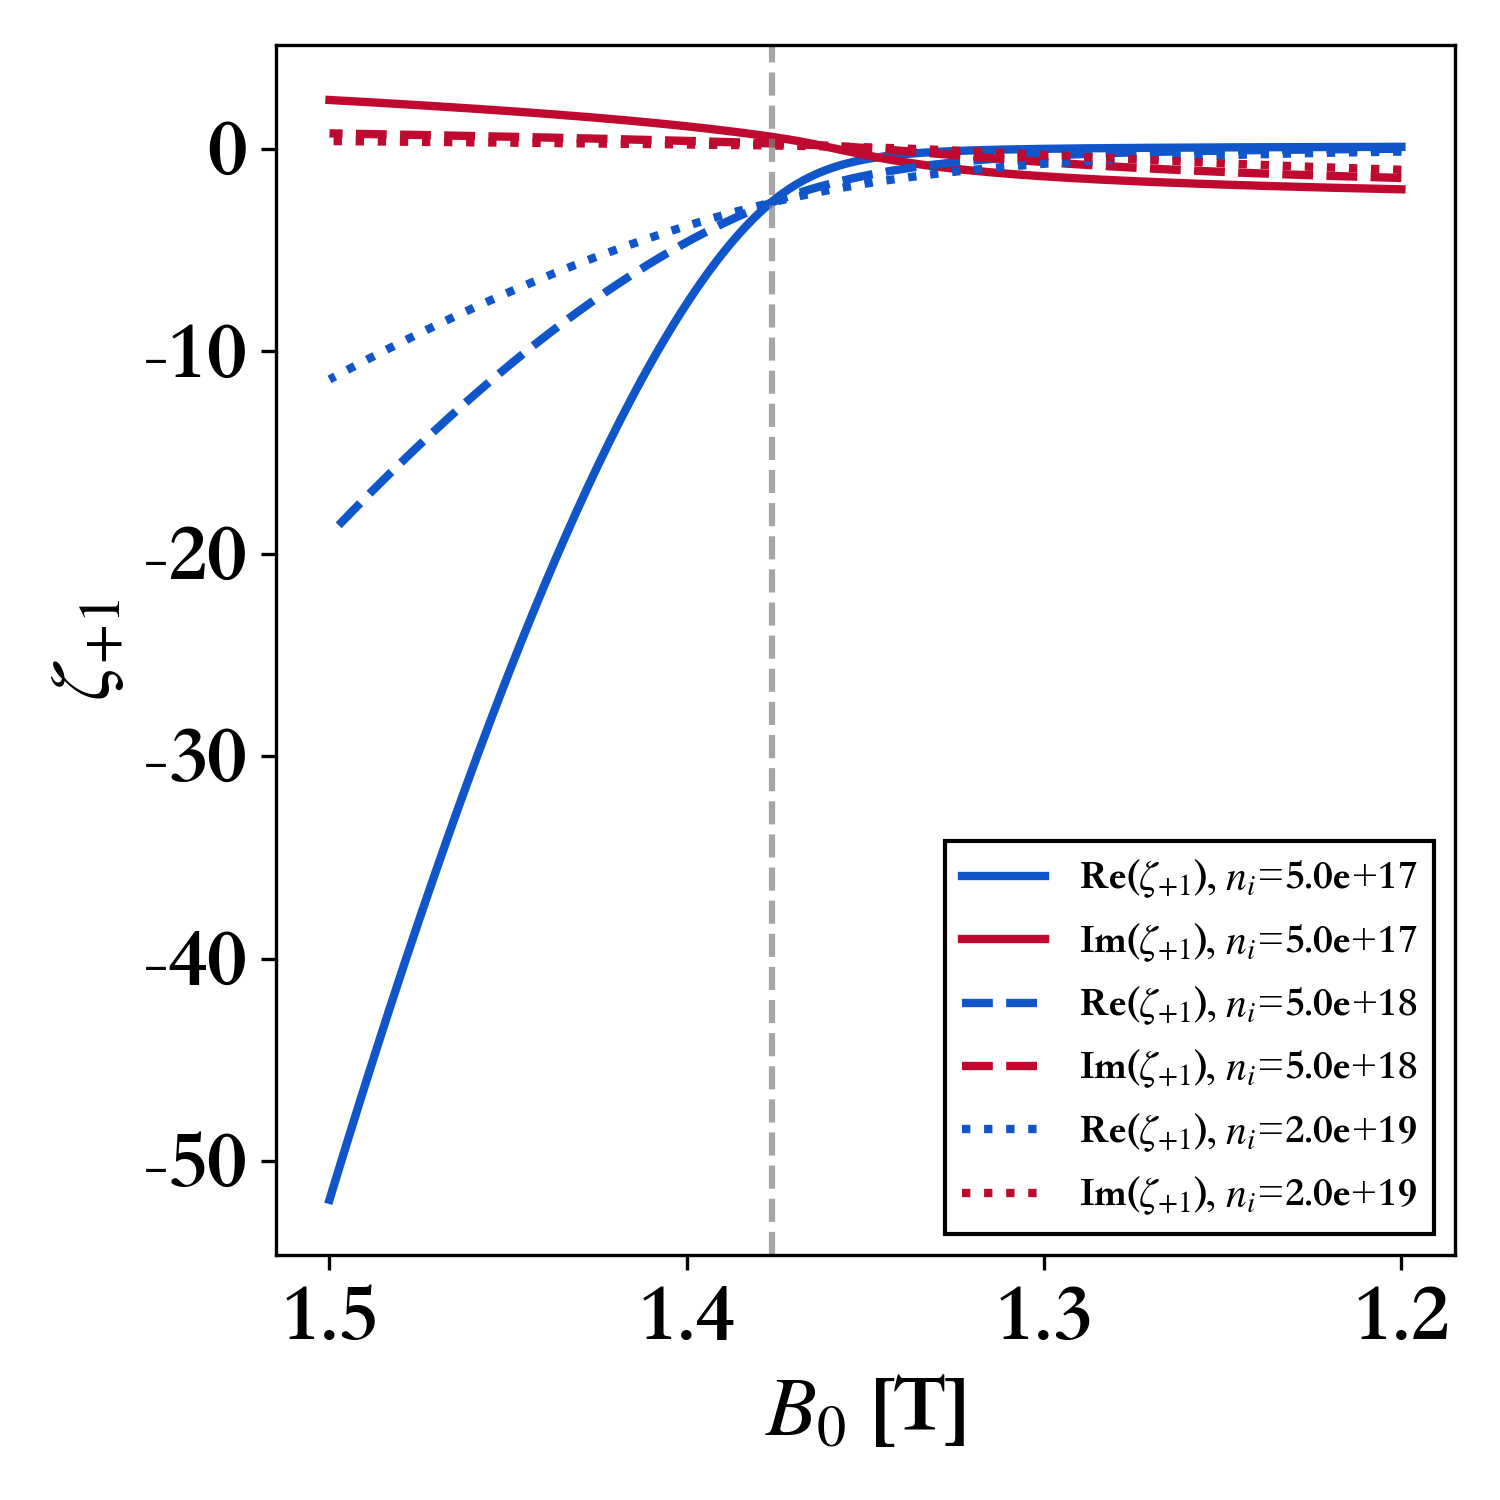 0
-10
-20
-30
-40
-50
ζ+1
Re(ζ+1), ni=5.0e+17
Im(ζ+1), ni=5.0e+17
Re(ζ+1), ni=5.0e+18
Im(ζ+1), ni=5.0e+18
Re(ζ+1), ni=2.0e+19
Im(ζ+1), ni=2.0e+19
1.5 1.4 1.3 1.2
B0 [T]